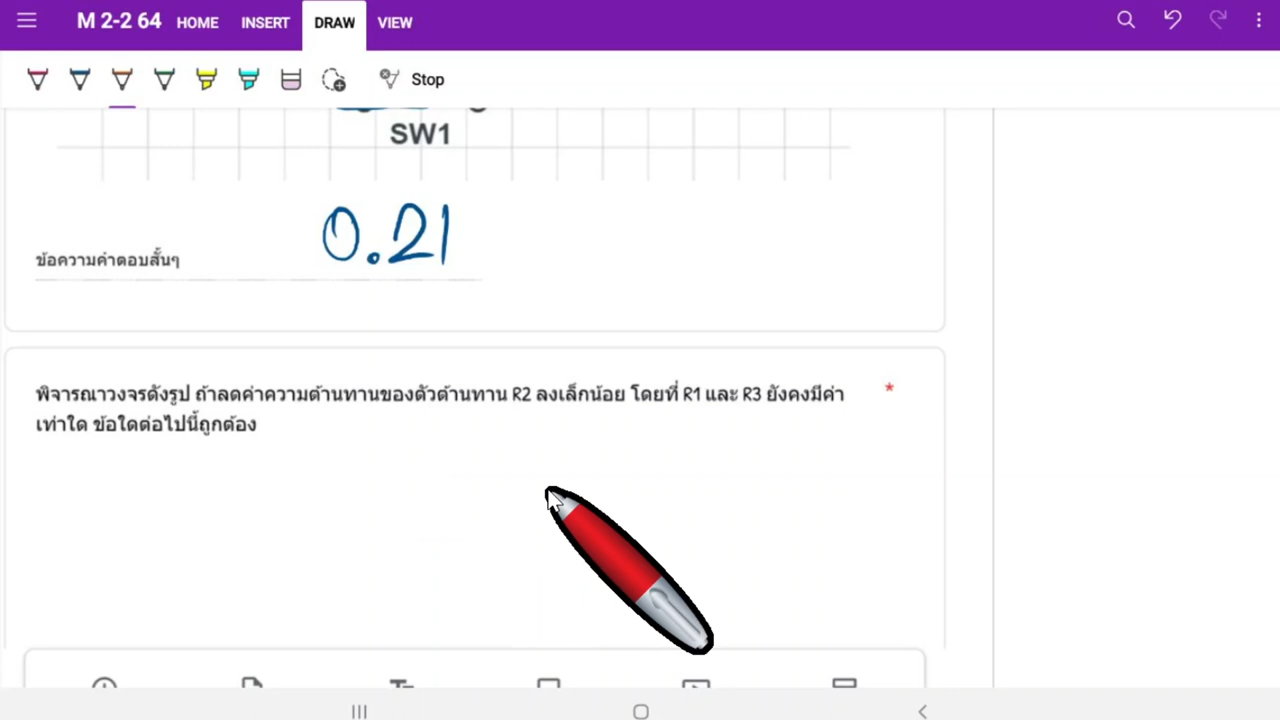 M 2-2 64 HOME INSERT DRAW VIEW
Stop
SW1
0.21
ข้อความคำตอบสั้นๆ
พิจารณาวงจรดังรูป ถ้าลดค่าความต้านทานของตัวต้านทาน R2 ลงเล็กน้อย โดยที่ R1 และ R3 ยังคงมีค่า *
เท่าใด ข้อใดต่อไปนี้ถูกต้อง